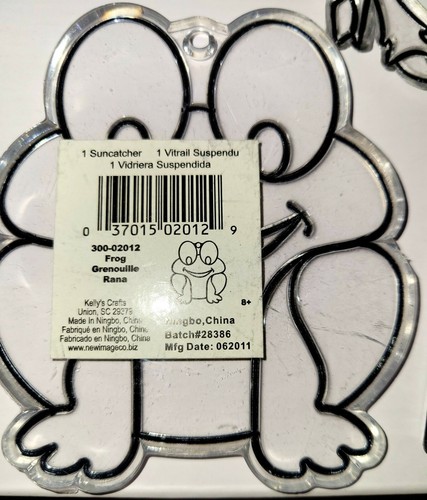 1 Suncatcher 1 Vitrail Suspendu
1 Vidriera Suspendida
0 37015 02012 9
300-02012
Frog
Grenouille
Rana
8+
Kelly's Crafts
Union, SC 29379
Made in Ningbo, China
Fabriqué en Ningbo, China
Fabricado en Ningbo, China
www.newimageco.biz
Ningbo,China
Batch#28386
Mfg Date: 062011